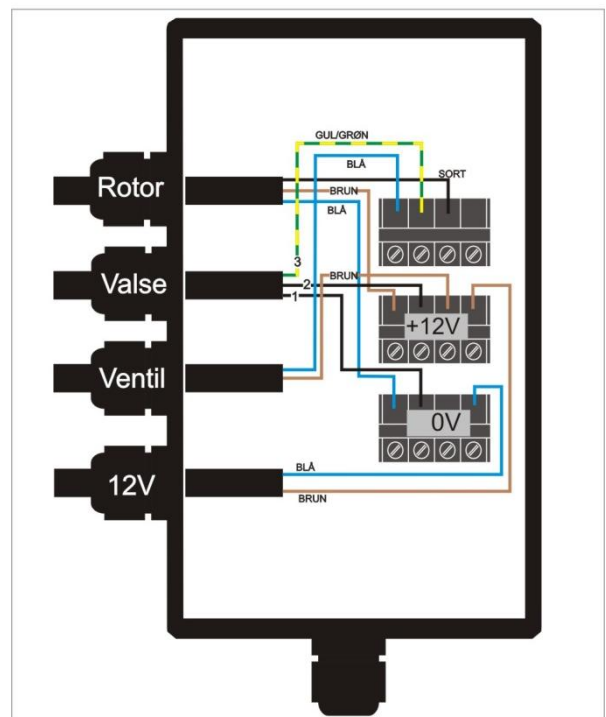 GUL/GRØN
BLÅ
SORT
Rotor
BRUN
BLÅ
3
Valse
BRUN
2
1
+12V
Ventil
0V
BLÅ
12V
BRUN